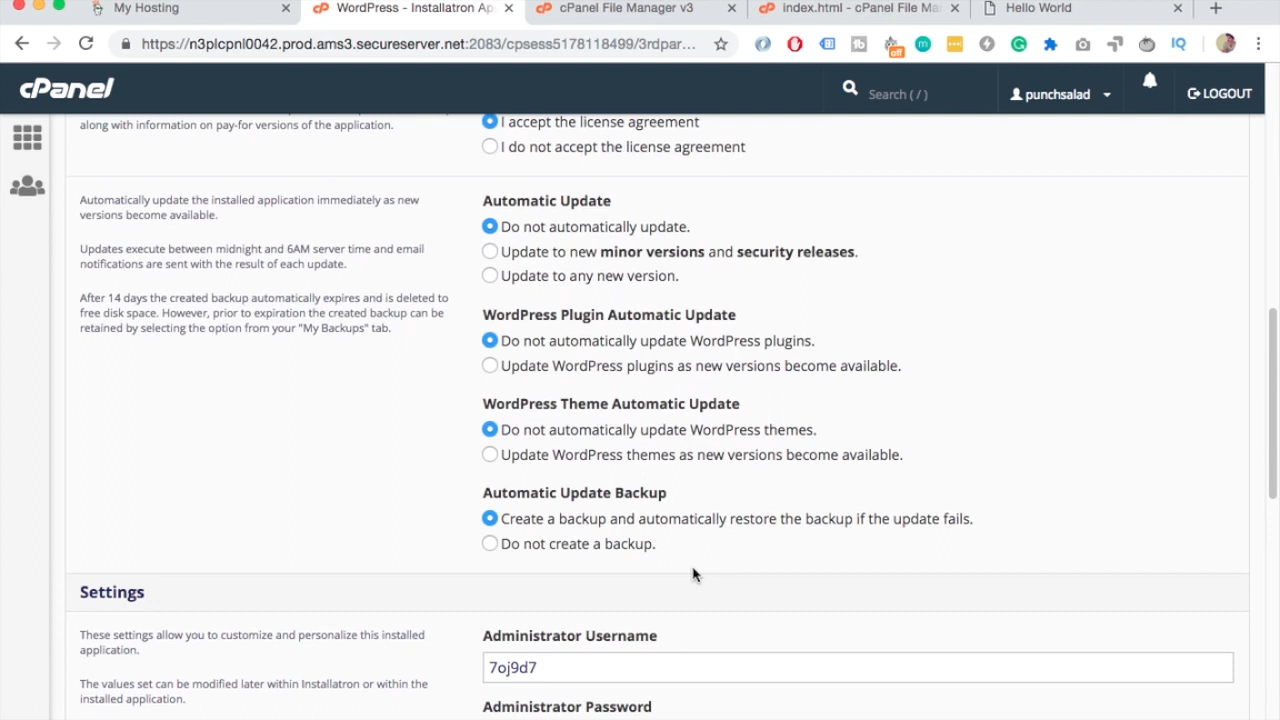 My Hosting
WordPress - Installatron Ap
cPanel File Manager v3
index.html - cPanel File Ma
Hello World
https://n3plcpnl0042.prod.ams3.secureserver.net:2083/cpsess5178118499/3rdpar...
off
IQ
cPanel
Search ( / )
punchsalad
LOGOUT
along with information on pay-for versions of the application.
I accept the license agreement
I do not accept the license agreement
Automatically update the installed application immediately as new
versions become available.
Updates execute between midnight and 6AM server time and email
notifications are sent with the result of each update.
After 14 days the created backup automatically expires and is deleted to
free disk space. However, prior to expiration the created backup can be
retained by selecting the option from your "My Backups" tab.
Automatic Update
Do not automatically update.
Update to new minor versions and security releases.
Update to any new version.
WordPress Plugin Automatic Update
Do not automatically update WordPress plugins.
Update WordPress plugins as new versions become available.
WordPress Theme Automatic Update
Do not automatically update WordPress themes.
Update WordPress themes as new versions become available.
Automatic Update Backup
Create a backup and automatically restore the backup if the update fails.
Do not create a backup.
Settings
These settings allow you to customize and personalize this installed
application.
The values set can be modified later within Installatron or within the
installed application.
Administrator Username
7oj9d7
Administrator Password